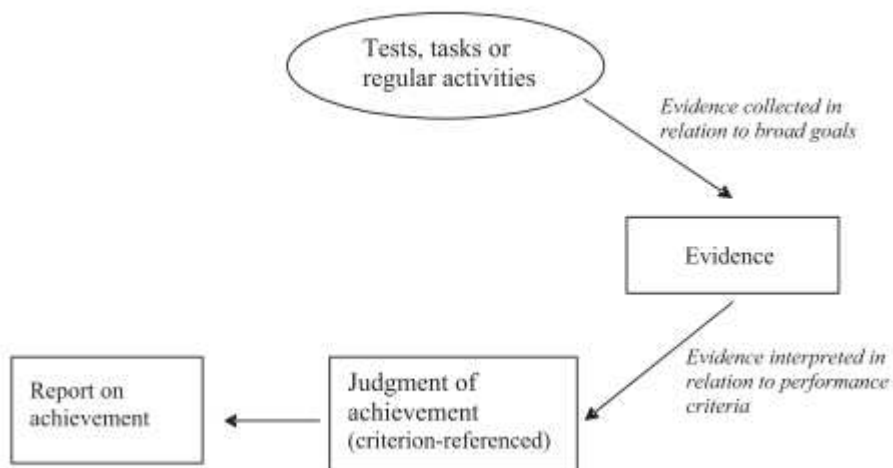 Tests, tasks or
regular activities
Evidence collected in
relation to broad goals
Evidence
Evidence interpreted in
relation to performance
criteria
Judgment of
achievement
(criterion-referenced)
Report on
achievement